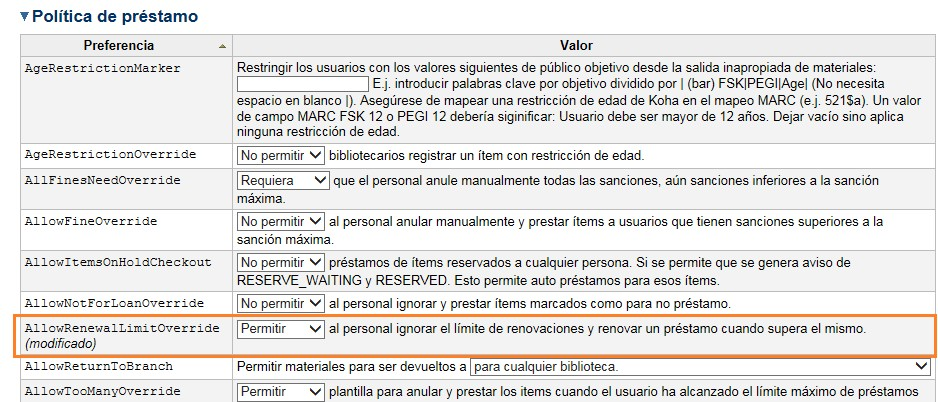 Política de préstamo
Preferencia
Valor
AgeRestrictionMarker
Restringir los usuarios con los valores siguientes de público objetivo desde la salida inapropiada de materiales:
E.j. introducir palabras clave por objetivo dividido por | (bar) FSK|PEGI|Age| (No necesita
espacio en blanco |). Asegúrese de mapear una restricción de edad de Koha en el mapeo MARC (e.j. 521$a). Un valor
de campo MARC FSK 12 o PEGI 12 debería siginificar: Usuario debe ser mayor de 12 años. Dejar vacío sino aplica
ninguna restricción de edad.
AgeRestrictionOverride
No permitir bibliotecarios registrar un ítem con restricción de edad.
AllFinesNeedOverride
Requiera que el personal anule manualmente todas las sanciones, aún sanciones inferiores a la sanción
máxima.
AllowFineOverride
No permitir al personal anular manualmente y prestar ítems a usuarios que tienen sanciones superiores a la
sanción máxima.
AllowItemsOnHoldCheckout
No permitir préstamos de ítems reservados a cualquier persona. Si se permite que se genera aviso de
RESERVE_WAITING y RESERVED. Esto permite auto préstamos para esos ítems.
AllowNotForLoanOverride
No permitir al personal ignorar y prestar ítems marcados como para no préstamo.
AllowRenewalLimitOverride
(modificado)
Permitir al personal ignorar el límite de renovaciones y renovar un préstamo cuando supera el mismo.
AllowReturnToBranch
Permitir materiales para ser devueltos a para cualquier biblioteca.
AllowTooManyOverride
Permitir plantilla para anular y prestar los items cuando el usuario ha alcanzado el límite máximo de préstamos